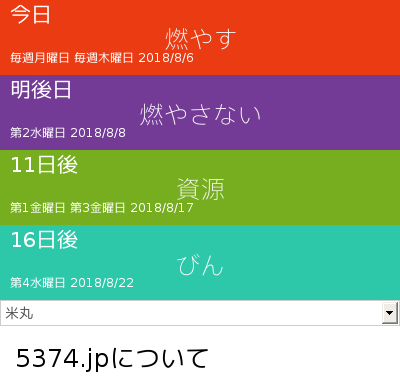 今日
燃やす
毎週月曜日 毎週木曜日 2018/8/6
明後日
燃やさない
第2水曜日 2018/8/8
11日後
資源
第1金曜日 第3金曜日 2018/8/17
16日後
びん
第4水曜日 2018/8/22
米丸
5374.jpについて